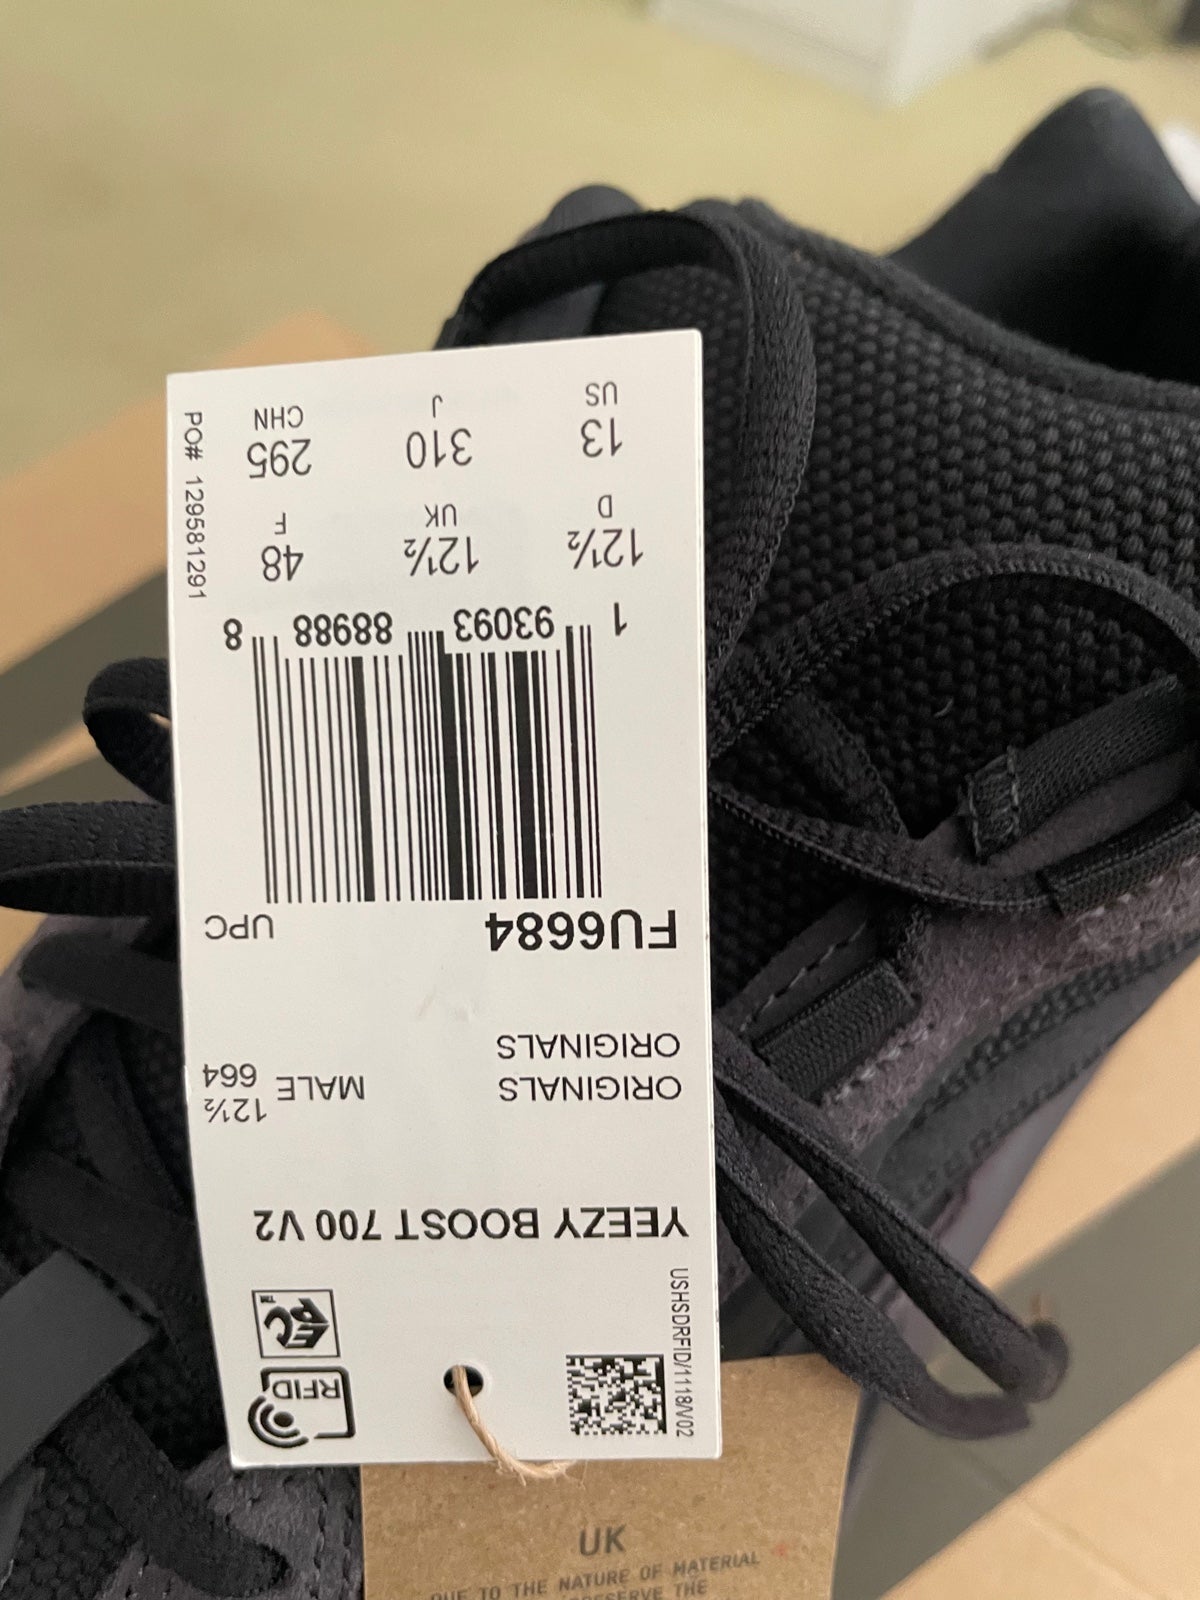 RFID
PEC™
USHSDRFID/1118/V02
YEEZY BOOST 700 V2
ORIGINALS
MALE
12½
664
ORIGINALS
FU6684
UPC
1 93093 88988 8
12½
D
12½
UK
48
F
13
US
310
J
295
CHN
PO# 129581291
UK
DUE TO THE NATURE OF MATERIAL
THE